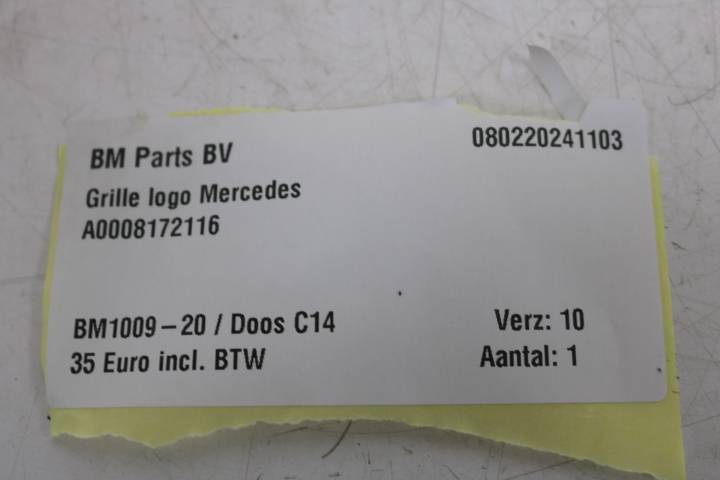 BM Parts BV
080220241103
Grille logo Mercedes
A0008172116
BM1009-20 / Doos C14
Verz: 10
35 Euro incl. BTW
Aantal: 1